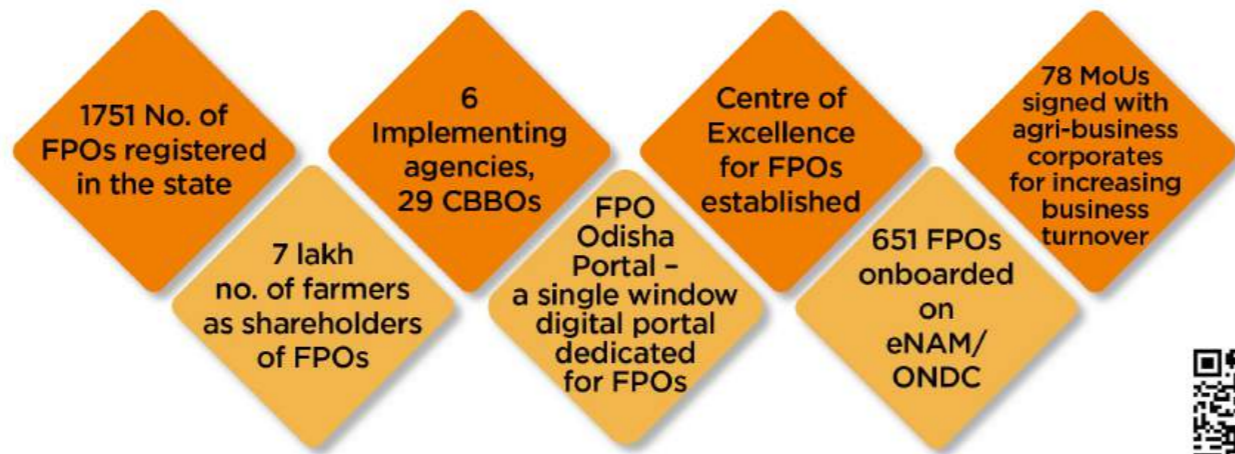 1751 No. of
FPOs registered
in the state
7 lakh
no. of farmers
as shareholders
of FPOs
6
Implementing
agencies,
29 CBBOs
FPO
Odisha
Portal –
a single window
digital portal
dedicated
for FPOs
Centre of
Excellence
for FPOs
established
651 FPOs
onboarded
on
eNAM/
ONDC
78 MoUs
signed with
agri-business
corporates
for increasing
business
turnover